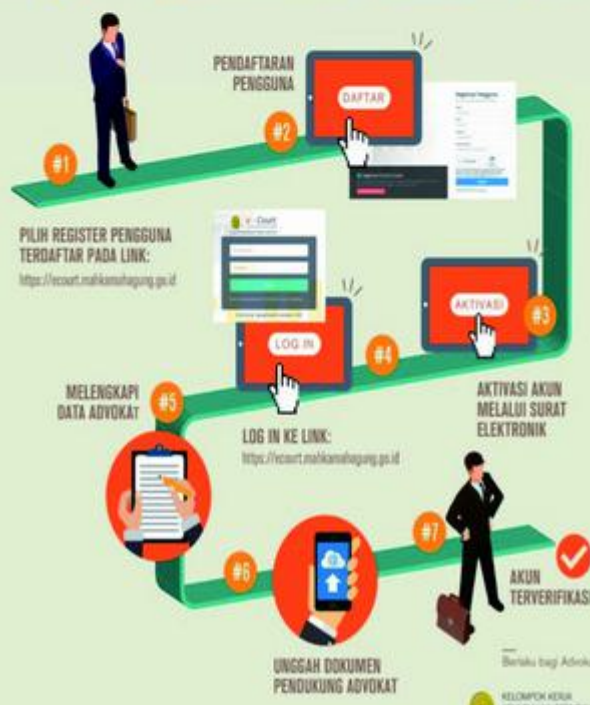 #1
PILIH REGISTER PENGGUNA
TERDAFTAR PADA LINK:
https://ecourt.mahkamahagung.go.id
#2
PENDAFTARAN
PENGGUNA
DAFTAR
#3
AKTIVASI
AKTIVASI AKUN
MELALUI SURAT
ELEKTRONIK
#4
e-Court
LOG IN
LOG IN KE LINK:
https://ecourt.mahkamahagung.go.id
#5
MELENGKAPI
DATA ADVOKAT
#6
UNGGAH DOKUMEN
PENDUKUNG ADVOKAT
#7
AKUN
TERVERIFIKASI
Berlaku bagi
KELOMPOK KERJA